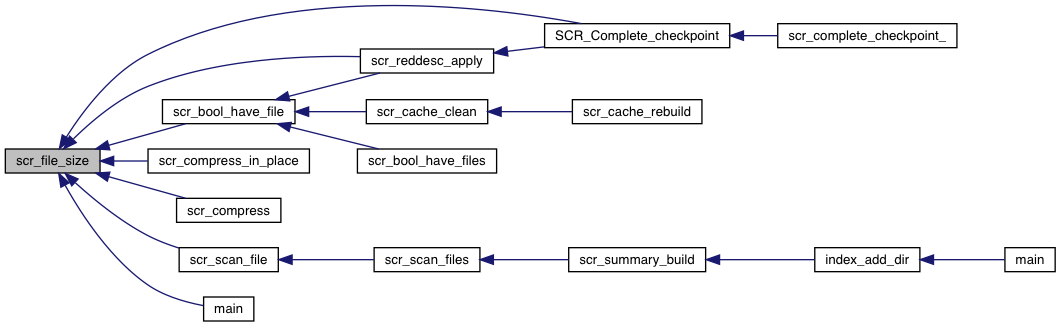 SCR_Complete_checkpoint
scr_complete_checkpoint_
scr_reddesc_apply
scr_bool_have_file
scr_cache_clean
scr_cache_rebuild
scr_file_size
scr_compress_in_place
scr_bool_have_files
scr_compress
scr_scan_file
scr_scan_files
scr_summary_build
index_add_dir
main
main